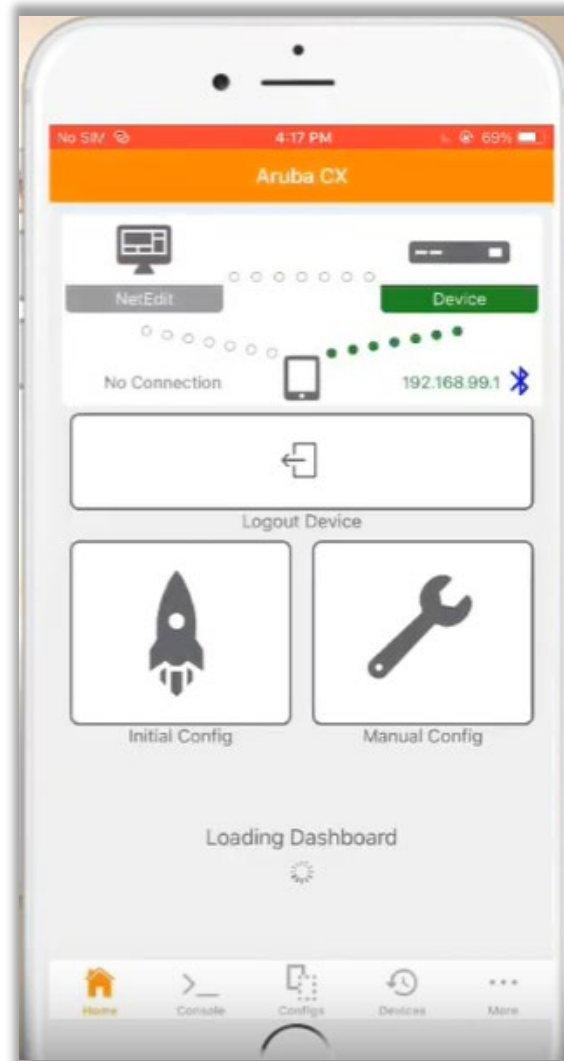 No SIM 4:17 PM 69%
Aruba CX
NetEdit Device
No Connection 192.168.99.1
Logout Device
Initial Config Manual Config
Loading Dashboard
Home Console Configs Devices More